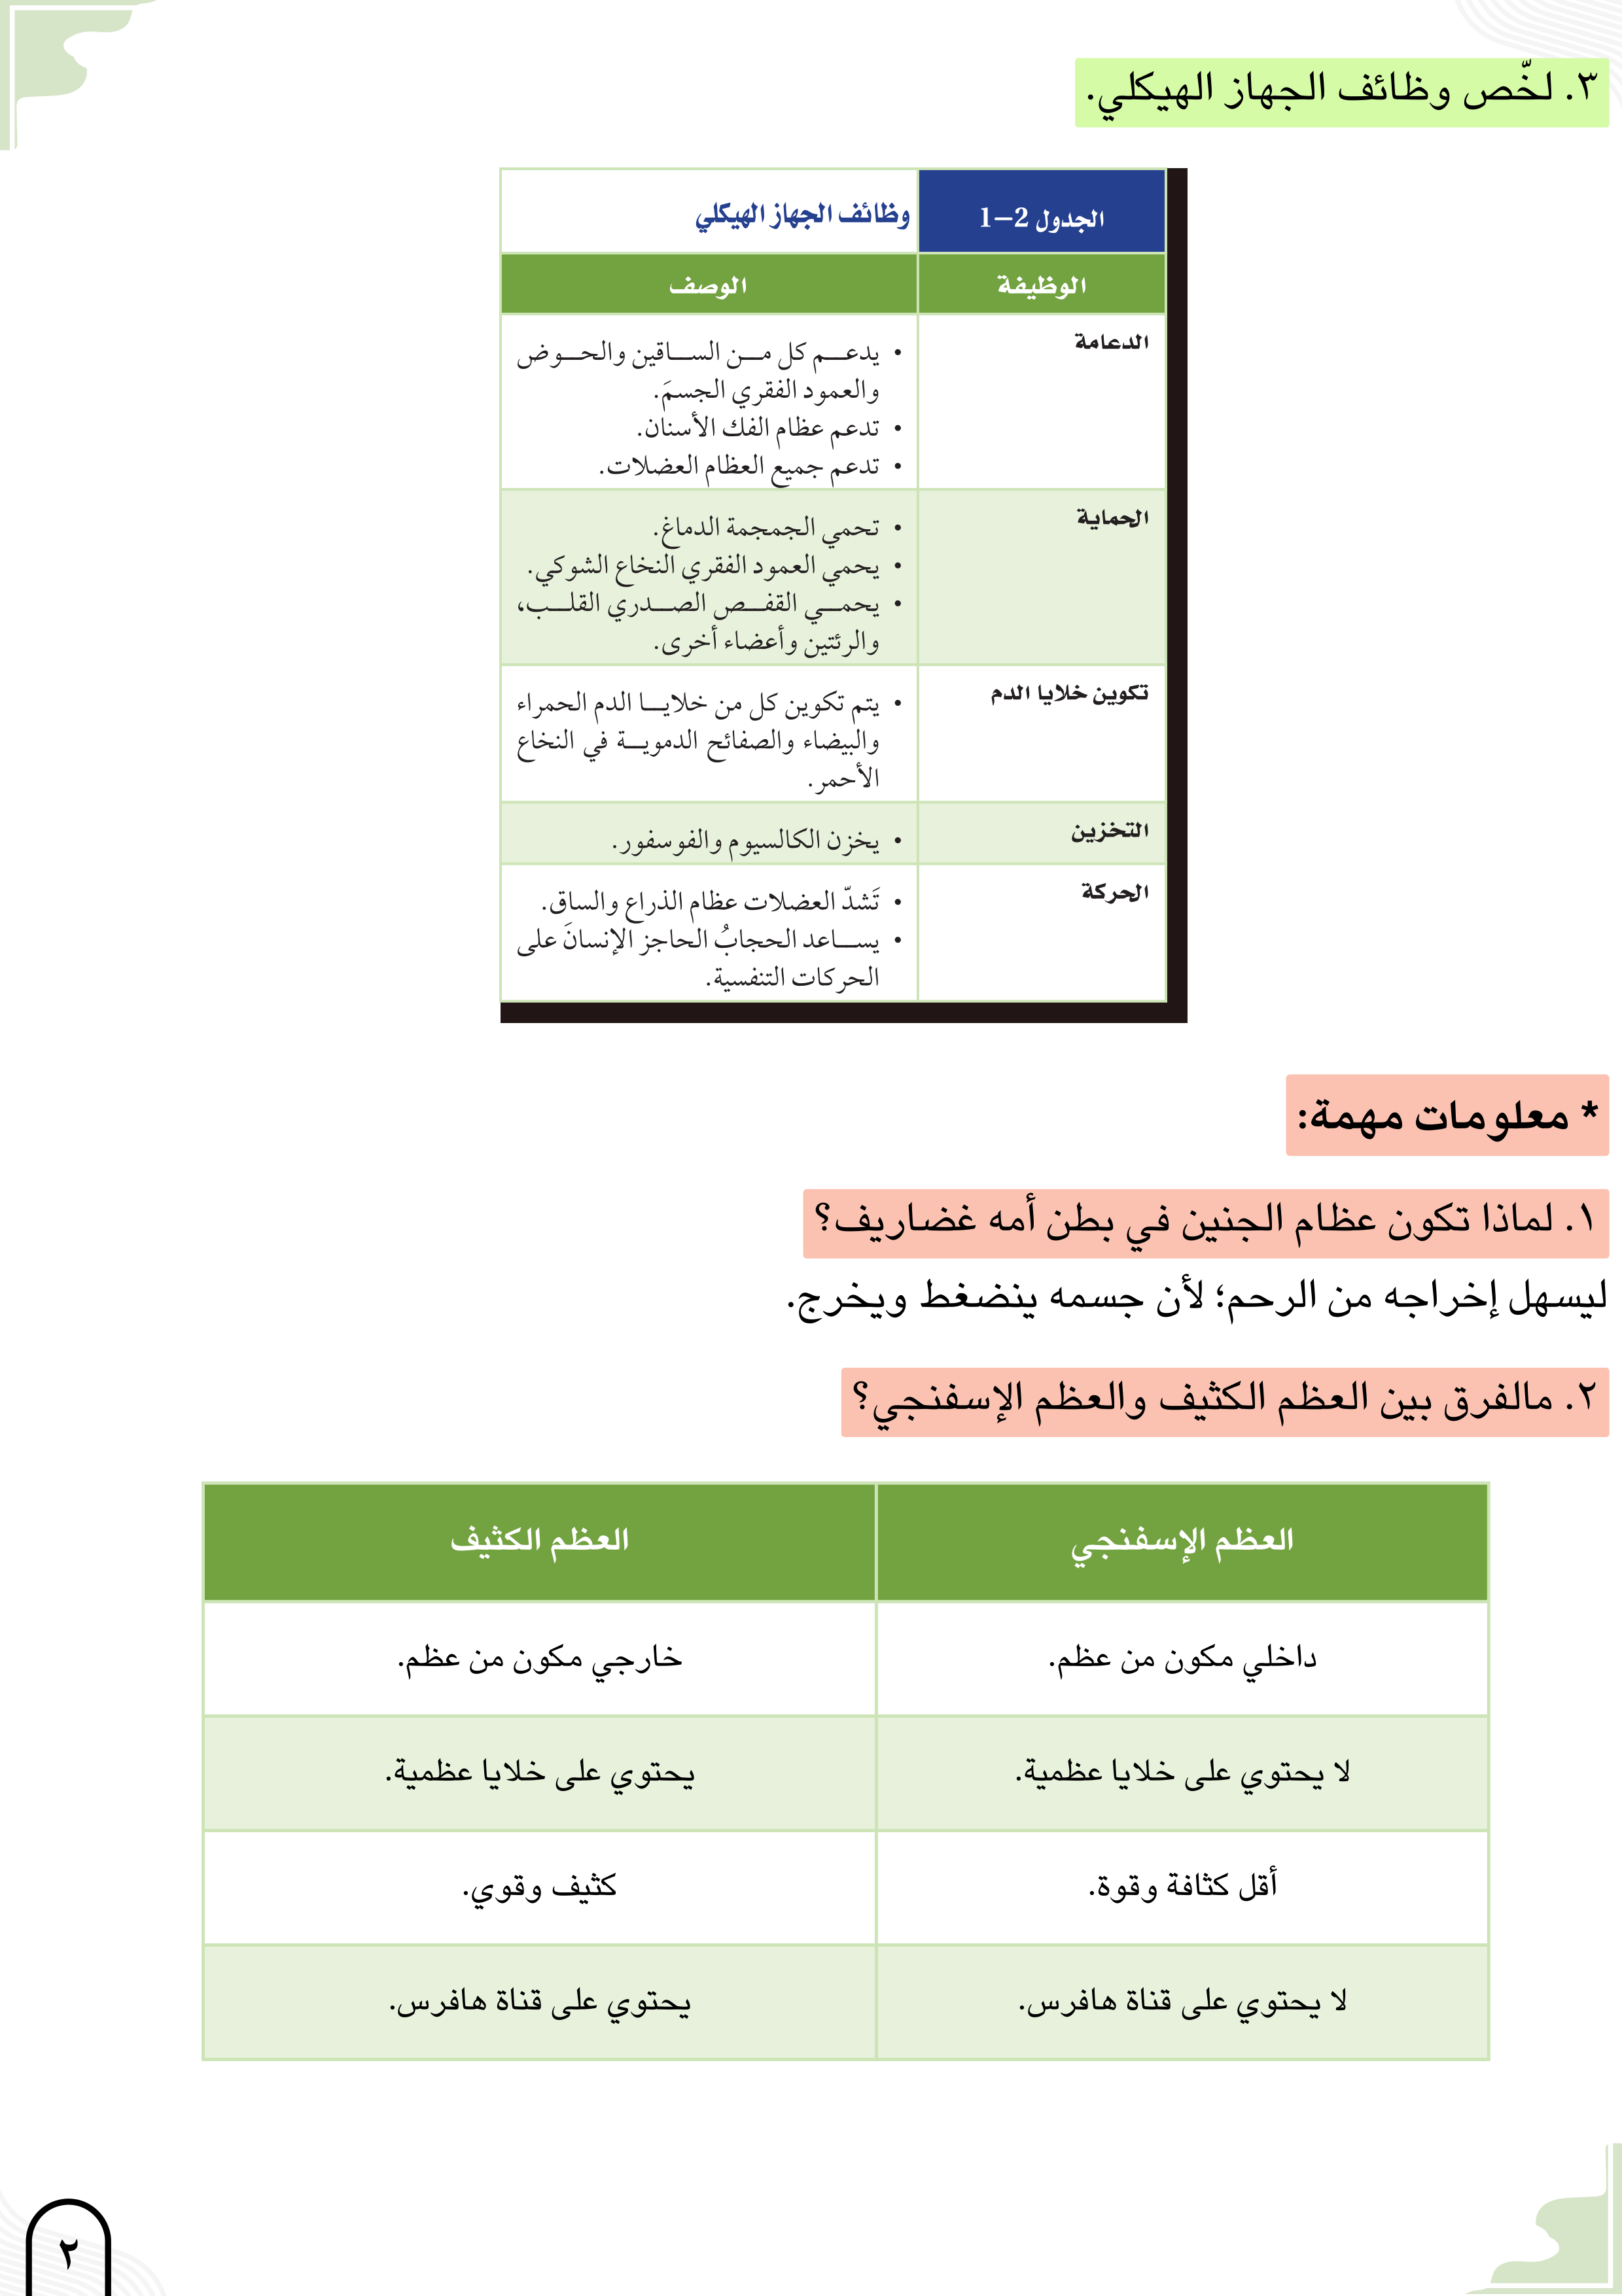 ٣. لخّص وظائف الجهاز الهيكلي.
الجدول 2–1
وظائف الجهاز الهيكلي
الوظيفة
الوصف
الدعامة
• يدعم كل من الساقين والحوض
والعمود الفقري الجسمَ.
• تدعم عظام الفك الأسنان.
• تدعم جميع العظام العضلات.
الحماية
• تحمي الجمجمة الدماغ.
• يحمي العمود الفقري النخاع الشوكي.
• يحمي القفص الصدري القلب،
والرئتين وأعضاء أخرى.
تكوين خلايا الدم
• يتم تكوين كل من خلايا الدم الحمراء
والبيضاء والصفائح الدموية في النخاع
الأحمر.
التخزين
• يخزن الكالسيوم والفوسفور.
الحركة
• تَشدّ العضلات عظام الذراع والساق.
• يساعد الحجابُ الحاجز الإنسانَ على
الحركات التنفسية.
* معلومات مهمة:
١. لماذا تكون عظام الجنين في بطن أمه غضاريف؟
ليسهل إخراجه من الرحم؛ لأن جسمه ينضغط ويخرج.
٢. مالفرق بين العظم الكثيف والعظم الإسفنجي؟
العظم الإسفنجي
العظم الكثيف
داخلي مكون من عظم.
خارجي مكون من عظم.
لا يحتوي على خلايا عظمية.
يحتوي على خلايا عظمية.
أقل كثافة وقوة.
كثيف وقوي.
لا يحتوي على قناة هافرس.
يحتوي على قناة هافرس.
٢